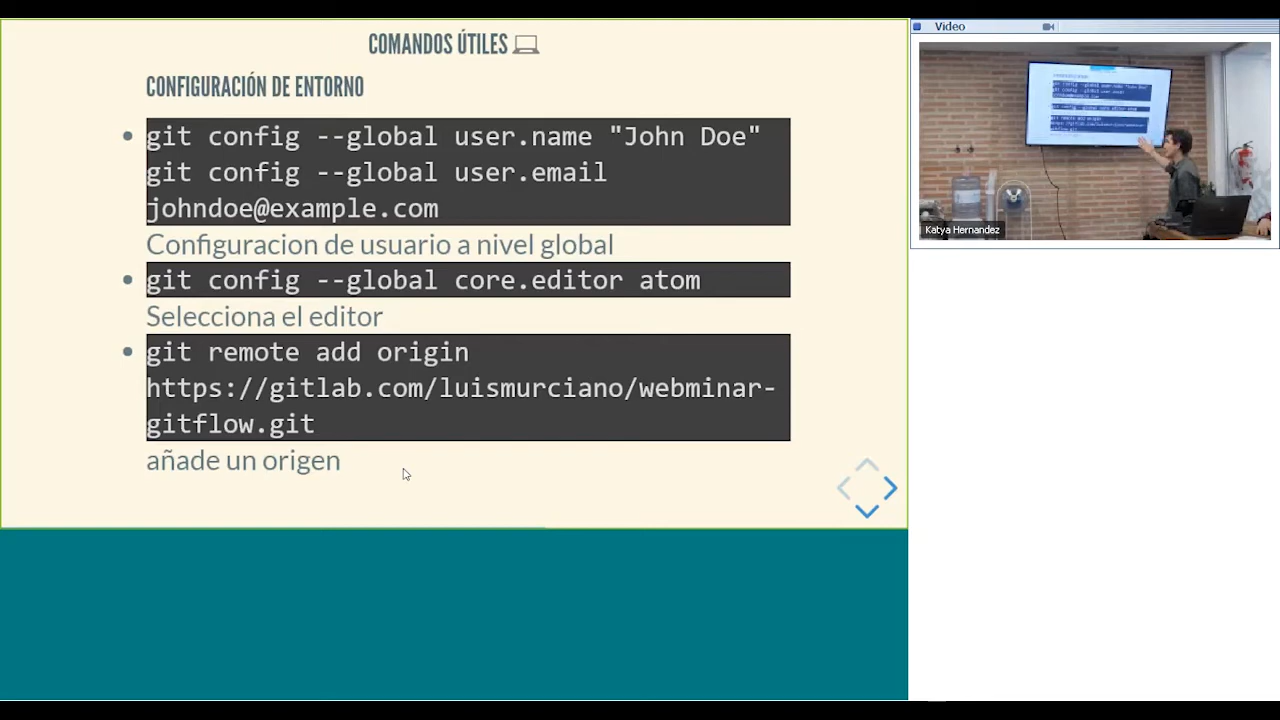 COMANDOS ÚTILES
CONFIGURACIÓN DE ENTORNO
git config --global user.name "John Doe"
git config --global user.email
johndoe@example.com
Configuracion de usuario a nivel global
git config --global core.editor atom
Selecciona el editor
git remote add origin
https://gitlab.com/luismurciano/webminar-
gitflow.git
añade un origen
Video
Katya Hernandez